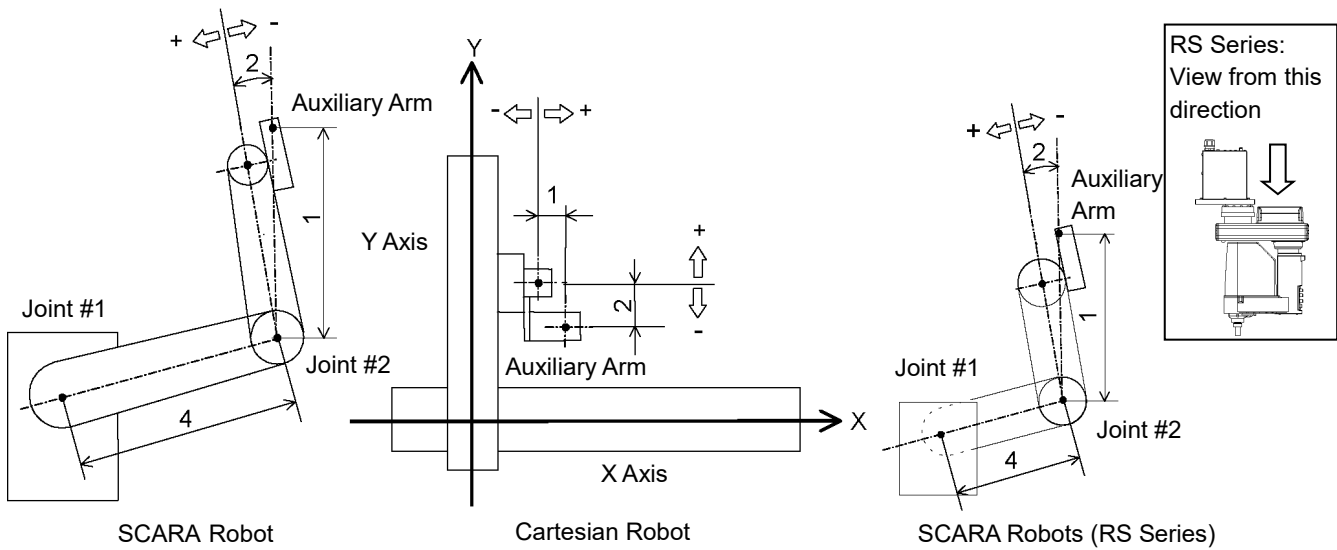 +
-
2
Auxiliary Arm
1
Joint #1
Joint #2
4
SCARA Robot
Y
-
+
1
Y Axis
+
2
-
Auxiliary Arm
X
X Axis
Cartesian Robot
+
-
2
Auxiliary
Arm
1
Joint #1
Joint #2
4
SCARA Robots (RS Series)
RS Series:
View from this
direction